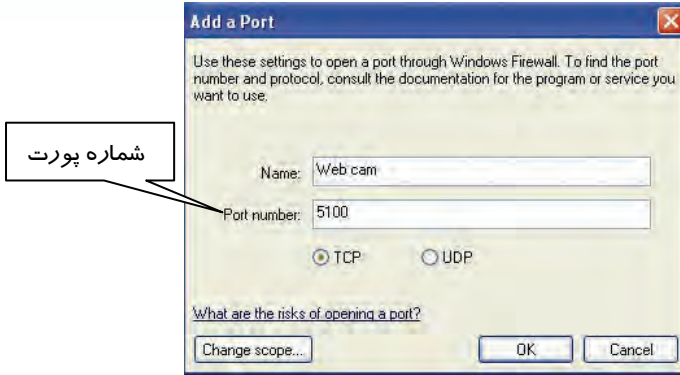 Add a Port
Use these settings to open a port through Windows Firewall. To find the port
number and protocol, consult the documentation for the program or service you
want to use.
شماره پورت
Name: Web cam
Port number: 5100
TCP UDP
What are the risks of opening a port?
Change scope... OK Cancel